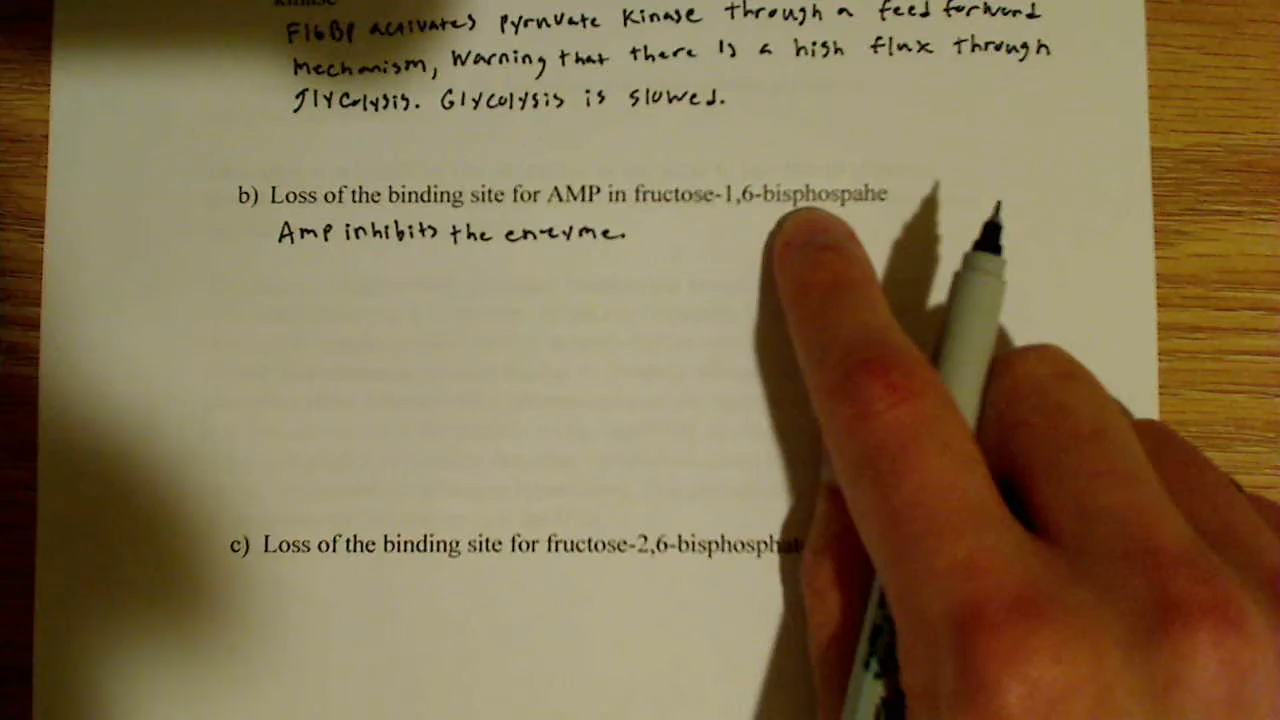 kinase
F16BP activates pyruvate kinase through a feed forward
Mechanism, Warning that there is a high flux through
glycolysis. Glycolysis is slowed.
b) Loss of the binding site for AMP in fructose-1,6-bisphospahe
Amp inhibits the enzyme.
c) Loss of the binding site for fructose-2,6-bisphosphat